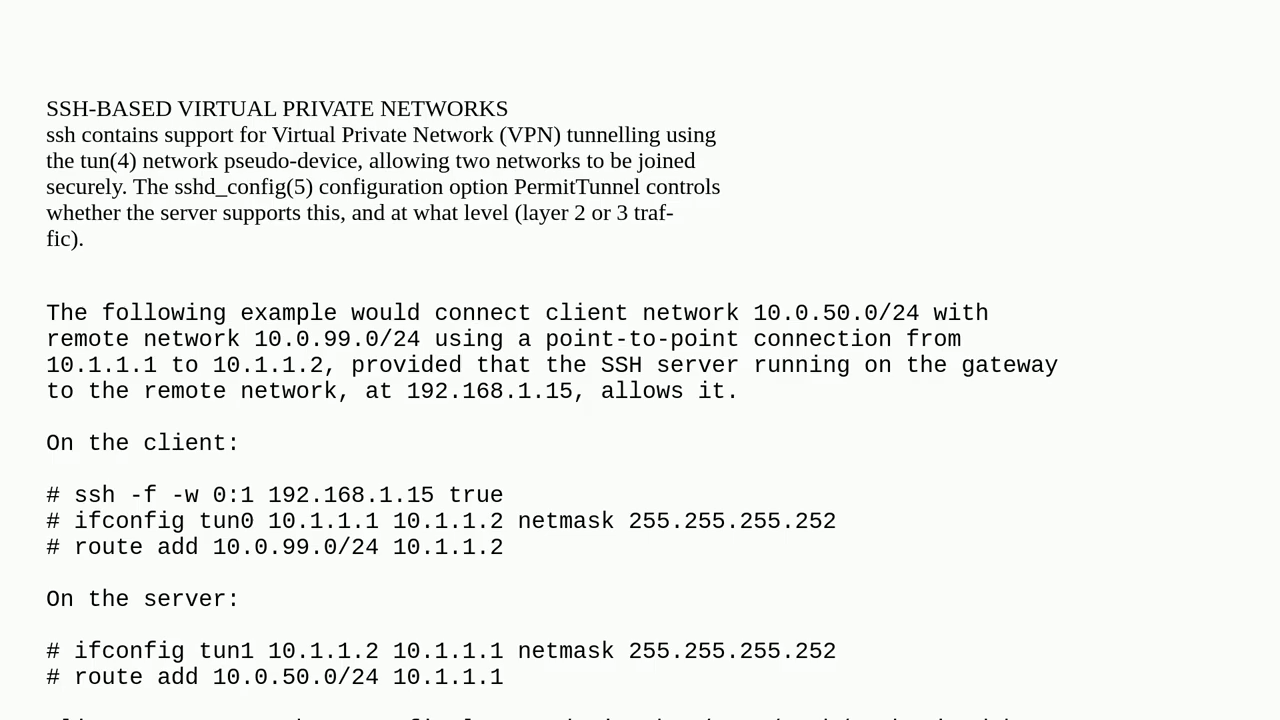 SSH-BASED VIRTUAL PRIVATE NETWORKS
ssh contains support for Virtual Private Network (VPN) tunnelling using
the tun(4) network pseudo-device, allowing two networks to be joined
securely. The sshd_config(5) configuration option PermitTunnel controls
whether the server supports this, and at what level (layer 2 or 3 traf-
fic).
The following example would connect client network 10.0.50.0/24 with
remote network 10.0.99.0/24 using a point-to-point connection from
10.1.1.1 to 10.1.1.2, provided that the SSH server running on the gateway
to the remote network, at 192.168.1.15, allows it.
On the client:
# ssh -f -w 0:1 192.168.1.15 true
# ifconfig tun0 10.1.1.1 10.1.1.2 netmask 255.255.255.252
# route add 10.0.99.0/24 10.1.1.2
On the server:
# ifconfig tun1 10.1.1.2 10.1.1.1 netmask 255.255.255.252
# route add 10.0.50.0/24 10.1.1.1